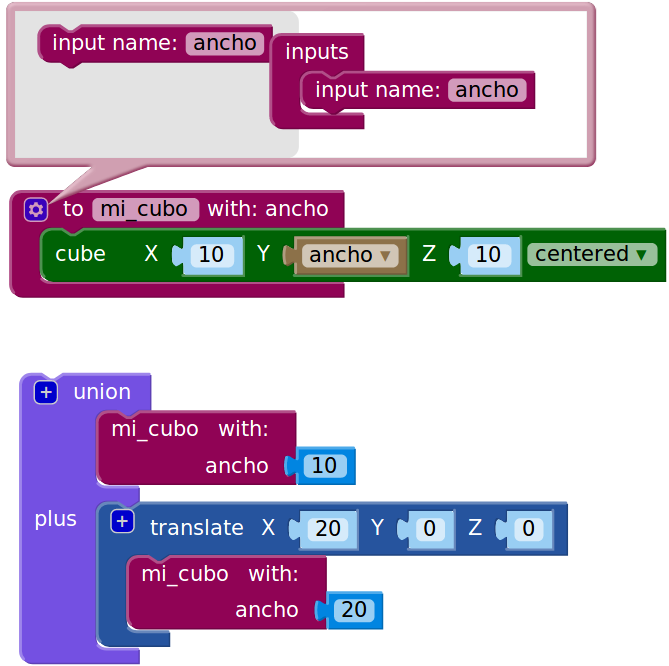 input name: ancho
inputs
input name: ancho
to mi_cubo with: ancho
cube X 10 Y ancho ▾ Z 10 centered ▾
+ union
mi_cubo with:
ancho 10
plus
+ translate X 20 Y 0 Z 0
mi_cubo with:
ancho 20